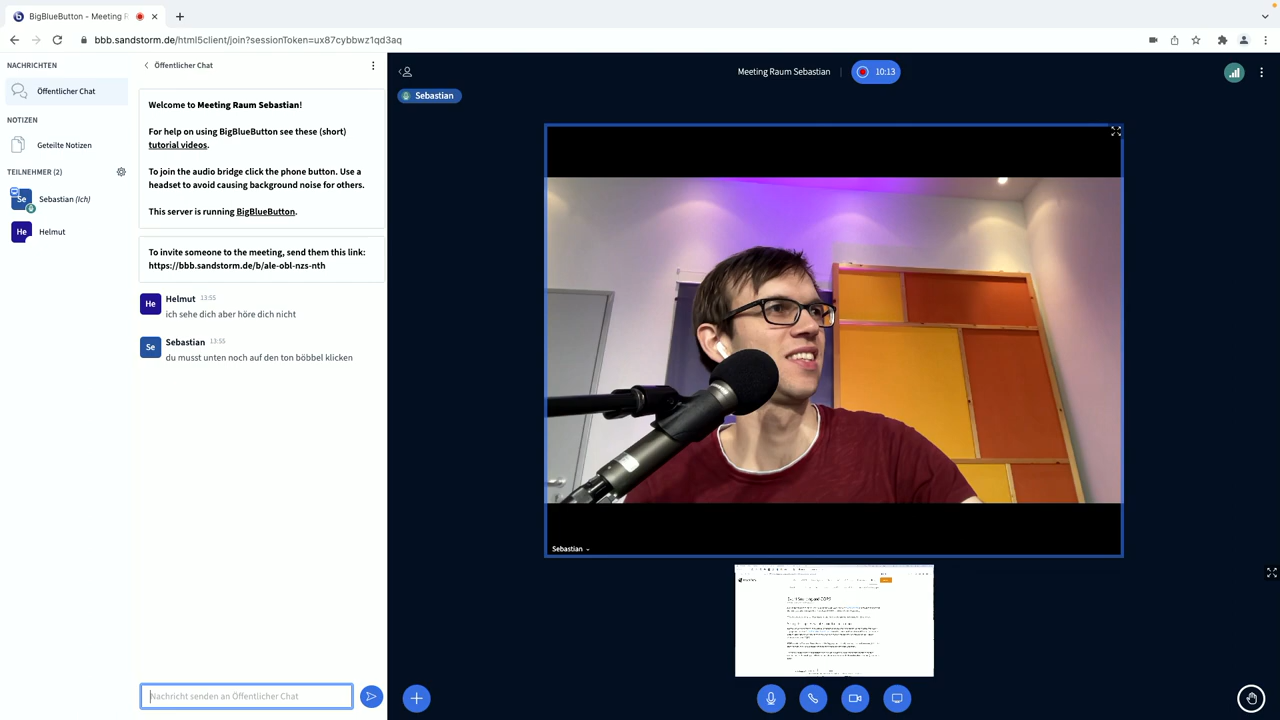 BigBlueButton - Meeting R
bbb.sandstorm.de/html5client/join?sessionToken=ux87cybbwz1qd3aq
NACHRICHTEN
Öffentlicher Chat
NOTIZEN
Geteilte Notizen
TEILNEHMER (2)
Se
Sebastian (Ich)
He
Helmut
Öffentlicher Chat
Welcome to Meeting Raum Sebastian!
For help on using BigBlueButton see these (short)
tutorial videos.
To join the audio bridge click the phone button. Use a
headset to avoid causing background noise for others.
This server is running BigBlueButton.
To invite someone to the meeting, send them this link:
https://bbb.sandstorm.de/b/ale-obl-nzs-nth
He
Helmut 13:55
ich sehe dich aber höre dich nicht
Se
Sebastian 13:55
du musst unten noch auf den ton böbbel klicken
Nachricht senden an Öffentlicher Chat
Meeting Raum Sebastian
10:13
Sebastian
Sebastian